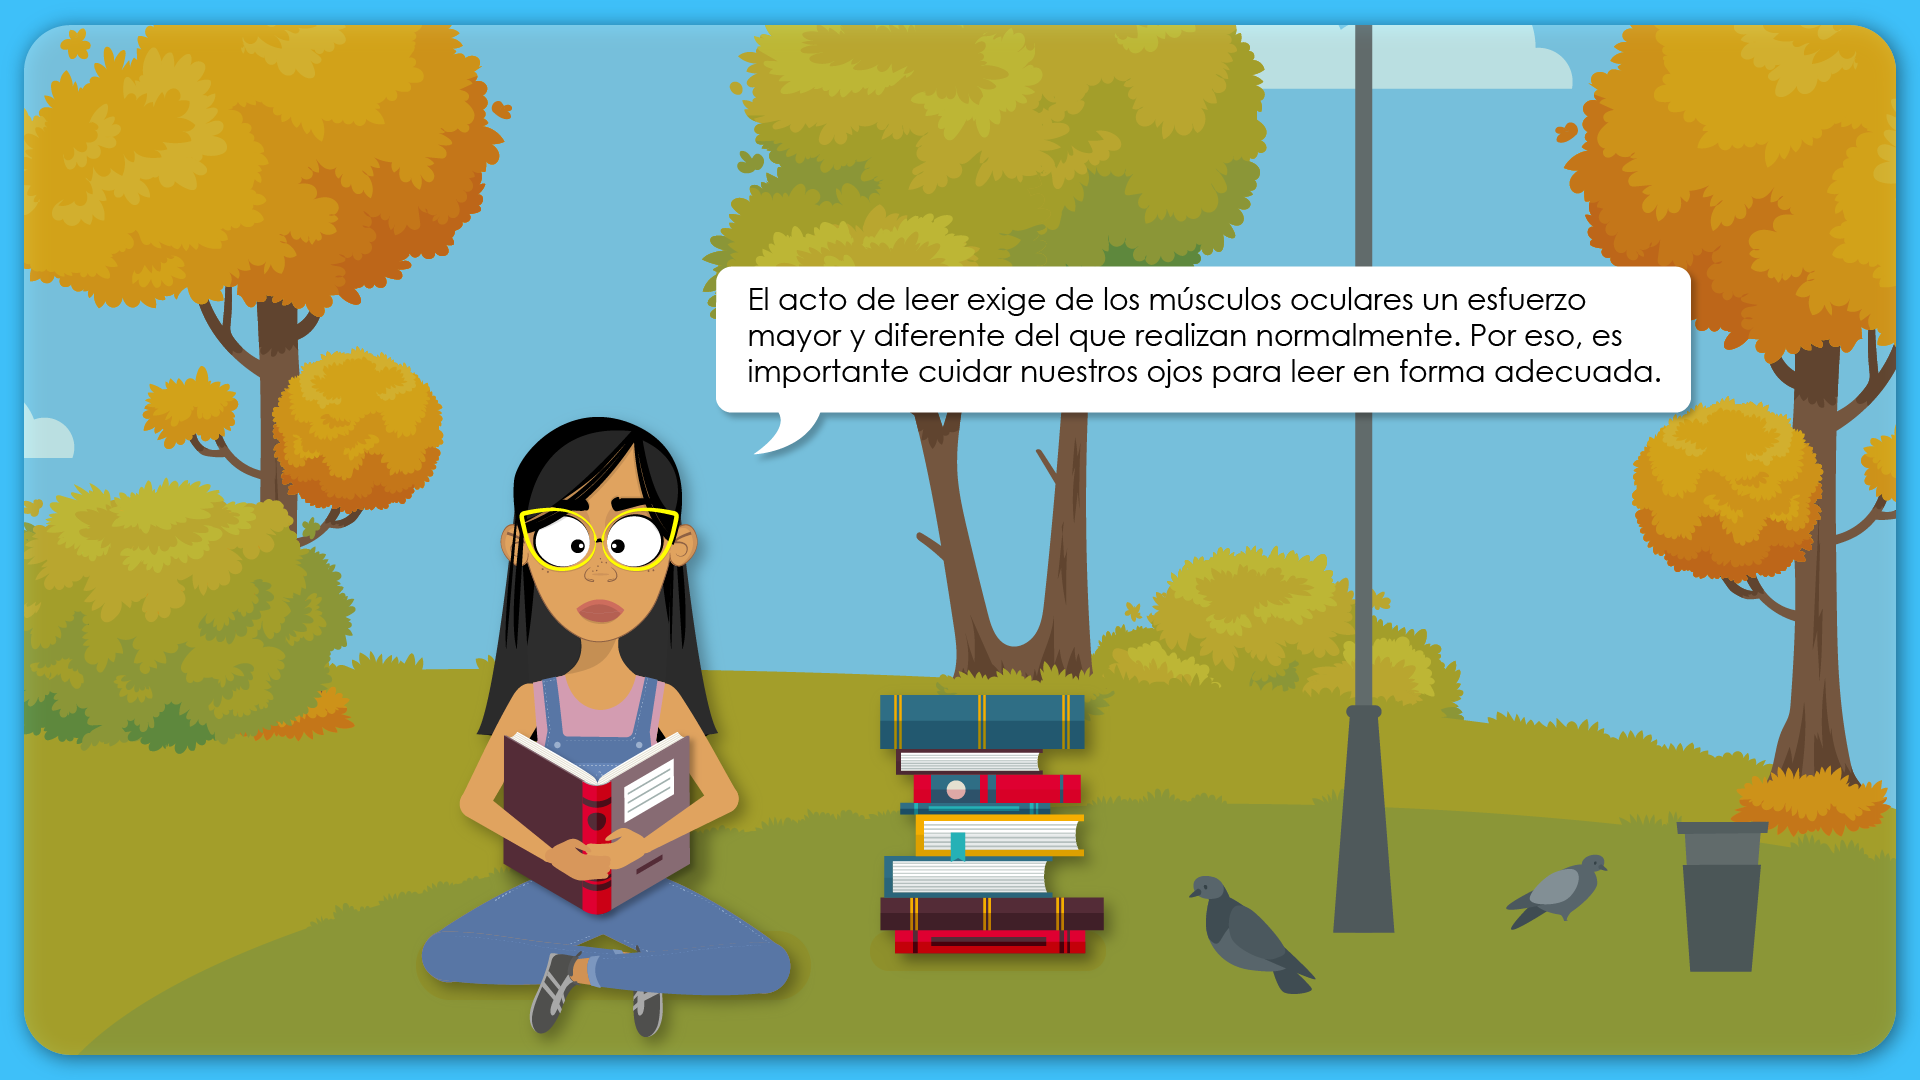 El acto de leer exige de los músculos oculares un esfuerzo
mayor y diferente del que realizan normalmente. Por eso, es
importante cuidar nuestros ojos para leer en forma adecuada.